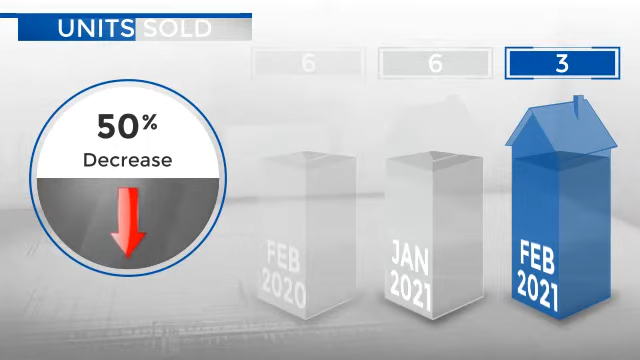 UNITS SOLD
6
6
3
50%
Decrease
FEB
2020
JAN
2021
FEB
2021